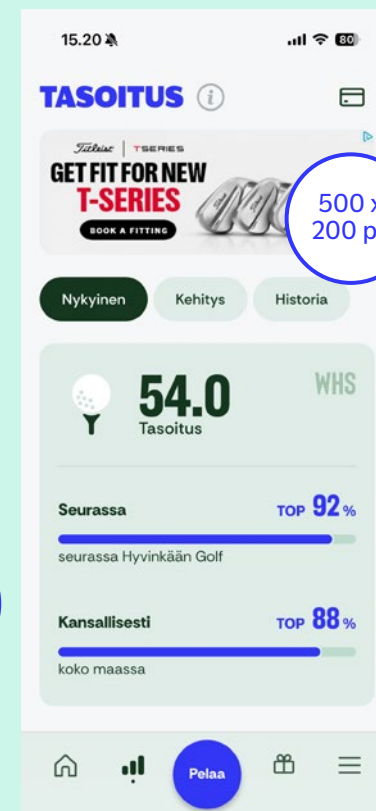 15.20
80
TASOITUS
Titleist | TSERIES
GET FIT FOR NEW
T-SERIES
BOOK A FITTING
500 x
200 p
Nykyinen Kehitys Historia
54.0
WHS
Tasoitus
Seurassa TOP 92%
seurassa Hyvinkään Golf
Kansallisesti TOP 88%
koko maassa
Pelaa